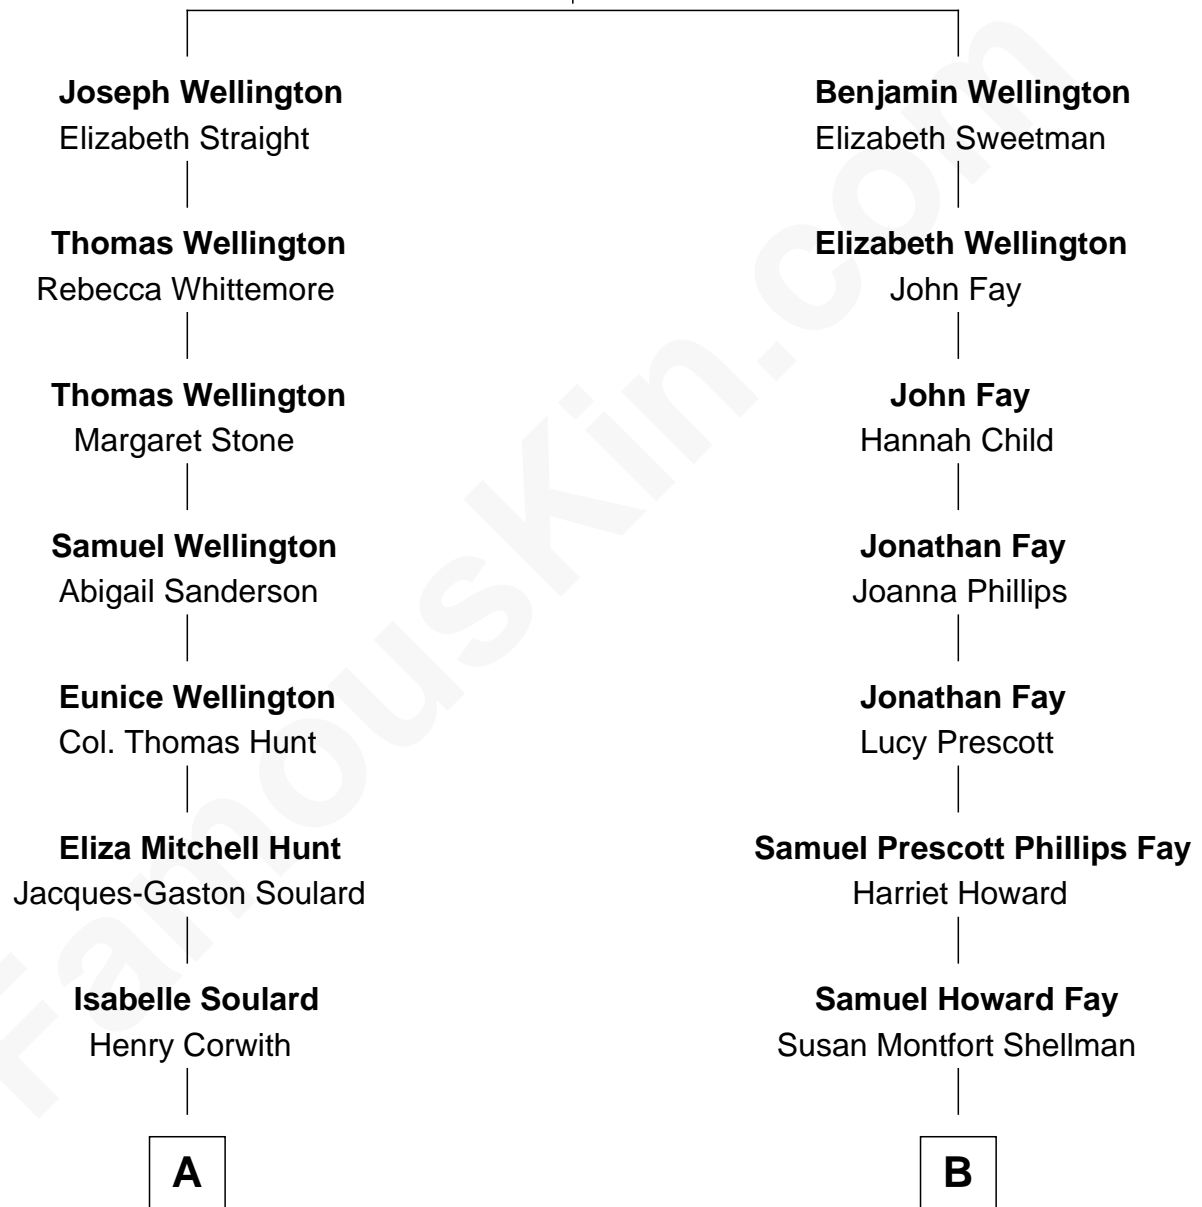 Joseph Wellington
Elizabeth Straight
Thomas Wellington
Rebecca Whittemore
Thomas Wellington
Margaret Stone
Samuel Wellington
Abigail Sanderson
Eunice Wellington
Col. Thomas Hunt
Eliza Mitchell Hunt
Jacques-Gaston Soulard
Isabelle Soulard
Henry Corwith
A
Benjamin Wellington
Elizabeth Sweetman
Elizabeth Wellington
John Fay
John Fay
Hannah Child
Jonathan Fay
Joanna Phillips
Jonathan Fay
Lucy Prescott
Samuel Prescott Phillips Fay
Harriet Howard
Samuel Howard Fay
Susan Montfort Shellman
B
FamousKin.com